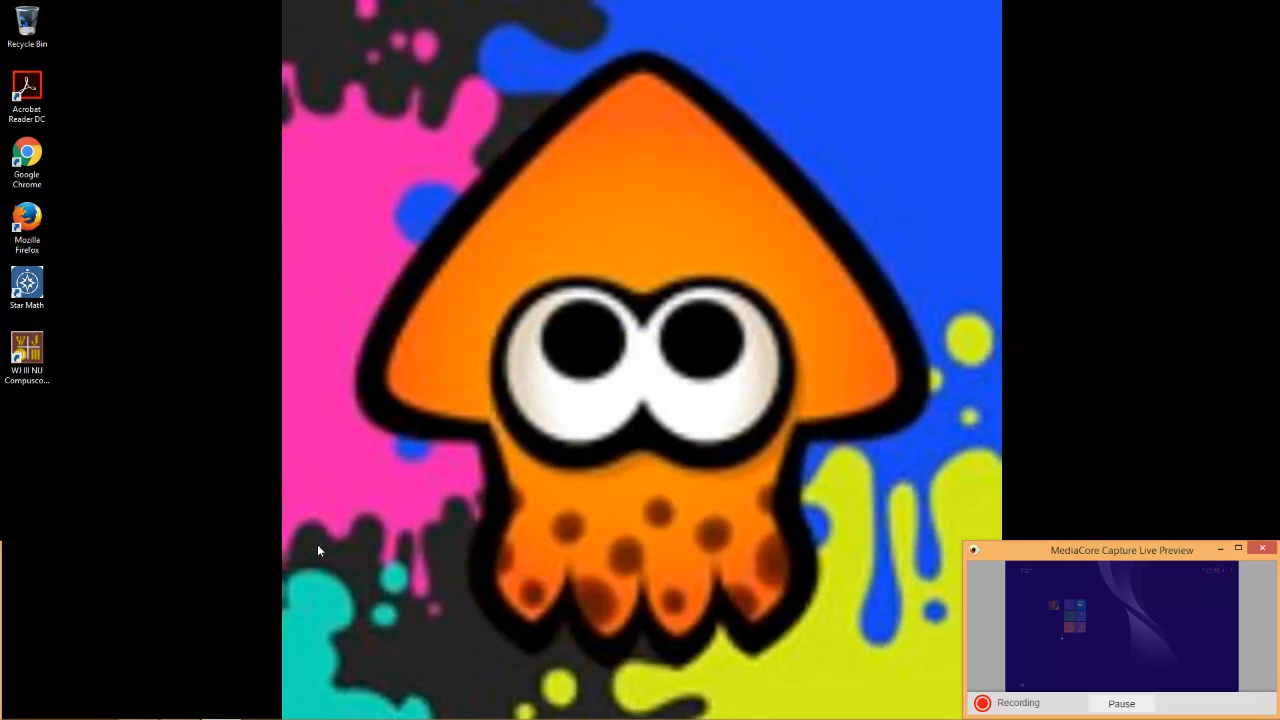 Recycle Bin
Acrobat
Reader DC
Google
Chrome
Mozilla
Firefox
Star Math
WJ III NU
Compusco...
MediaCore Capture Live Preview
Recording
Pause